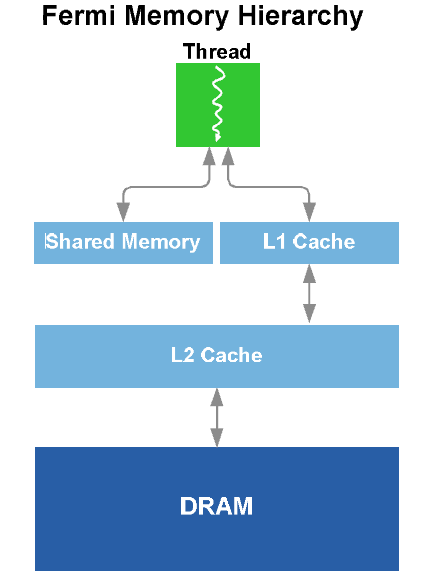 Fermi Memory Hierarchy
Thread
Shared Memory
L1 Cache
L2 Cache
DRAM